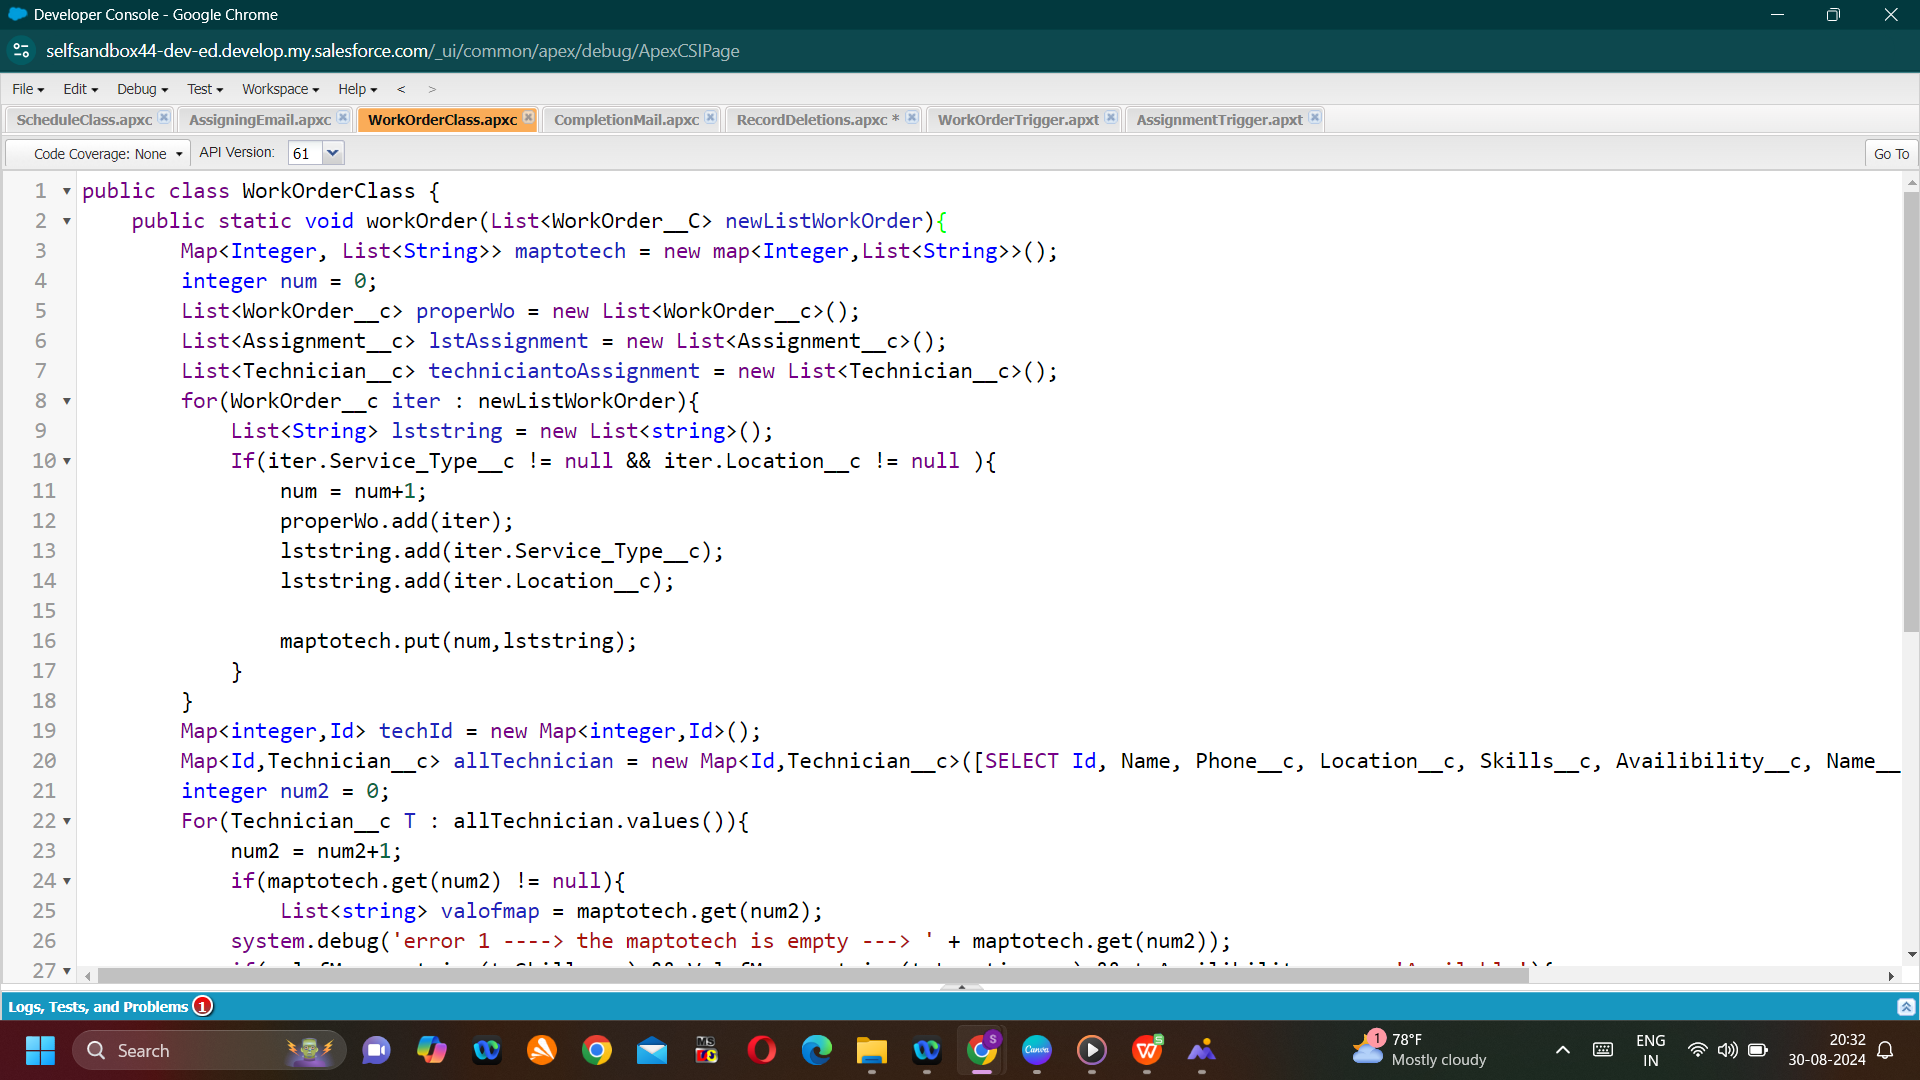 Developer Console - Google Chrome
selfsandbox44-dev-ed.develop.my.salesforce.com/_ui/common/apex/debug/ApexCSIPage
File Edit Debug Test Workspace Help < >
ScheduleClass.apxc AssigningEmail.apxc WorkOrderClass.apxc CompletionMail.apxc RecordDeletions.apxc * WorkOrderTrigger.apxt AssignmentTrigger.apxt
Code Coverage: None API Version: 61 Go To
1 public class WorkOrderClass {
2 public static void workOrder(List<WorkOrder__C> newListWorkOrder){
3 Map<Integer, List<String>> maptotech = new map<Integer,List<String>>();
4 integer num = 0;
5 List<WorkOrder__c> properWo = new List<WorkOrder__c>();
6 List<Assignment__c> lstAssignment = new List<Assignment__c>();
7 List<Technician__c> techniciantoAssignment = new List<Technician__c>();
8 for(WorkOrder__c iter : newListWorkOrder){
9 List<String> lststring = new List<string>();
10 If(iter.Service_Type__c != null && iter.Location__c != null ){
11 num = num+1;
12 properWo.add(iter);
13 lststring.add(iter.Service_Type__c);
14 lststring.add(iter.Location__c);
15
16 maptotech.put(num,lststring);
17 }
18 }
19 Map<integer,Id> techId = new Map<integer,Id>();
20 Map<Id,Technician__c> allTechnician = new Map<Id,Technician__c>([SELECT Id, Name, Phone__c, Location__c, Skills__c, Availibility__c, Name__
21 integer num2 = 0;
22 For(Technician__c T : allTechnician.values()){
23 num2 = num2+1;
24 if(maptotech.get(num2) != null){
25 List<string> valofmap = maptotech.get(num2);
26 system.debug('error 1 ----> the maptotech is empty ---> ' + maptotech.get(num2));
27
Logs, Tests, and Problems 1
Search
Canva
1 78°F
Mostly cloudy
ENG
IN
20:32
30-08-2024